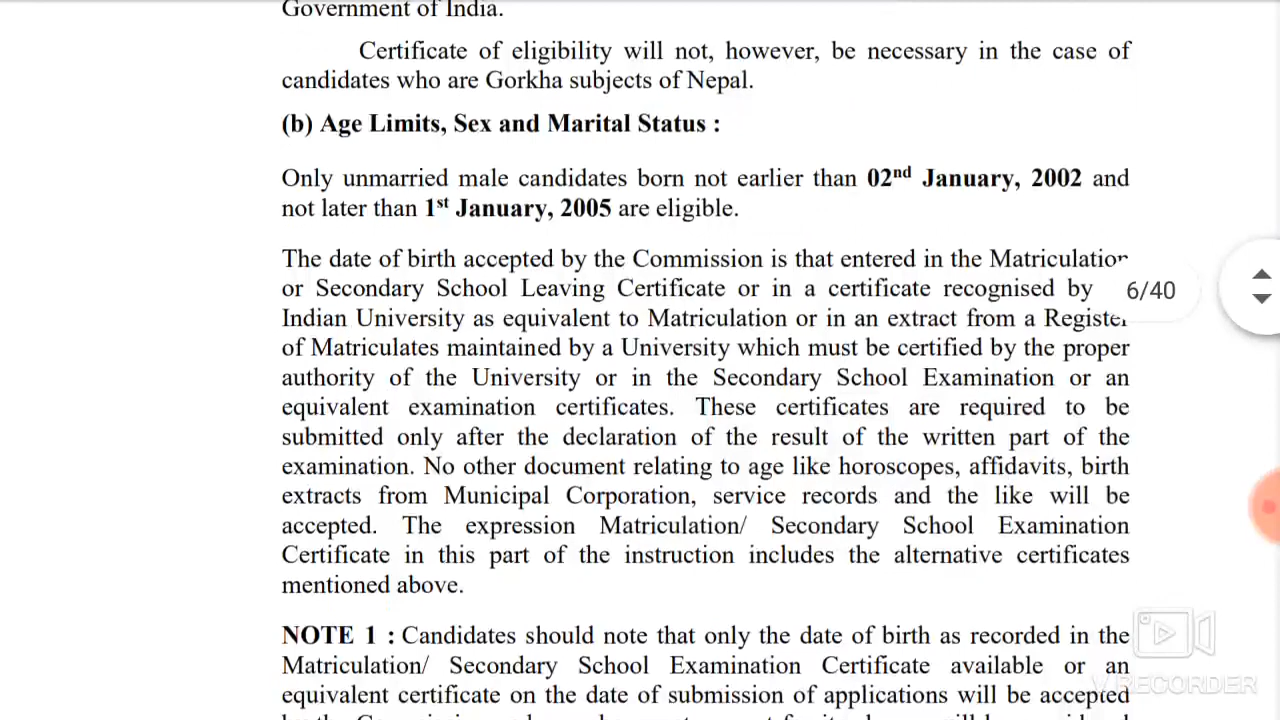 Government of India.
Certificate of eligibility will not, however, be necessary in the case of
candidates who are Gorkha subjects of Nepal.
(b) Age Limits, Sex and Marital Status :
Only unmarried male candidates born not earlier than 02nd January, 2002 and
not later than 1st January, 2005 are eligible.
The date of birth accepted by the Commission is that entered in the Matriculation
or Secondary School Leaving Certificate or in a certificate recognised by
6/40
Indian University as equivalent to Matriculation or in an extract from a Register
of Matriculates maintained by a University which must be certified by the proper
authority of the University or in the Secondary School Examination or an
equivalent examination certificates. These certificates are required to be
submitted only after the declaration of the result of the written part of the
examination. No other document relating to age like horoscopes, affidavits, birth
extracts from Municipal Corporation, service records and the like will be
accepted. The expression Matriculation/ Secondary School Examination
Certificate in this part of the instruction includes the alternative certificates
mentioned above.
NOTE 1 : Candidates should note that only the date of birth as recorded in the
Matriculation/ Secondary School Examination Certificate available or an
equivalent certificate on the date of submission of applications will be accepted
V RECORDER